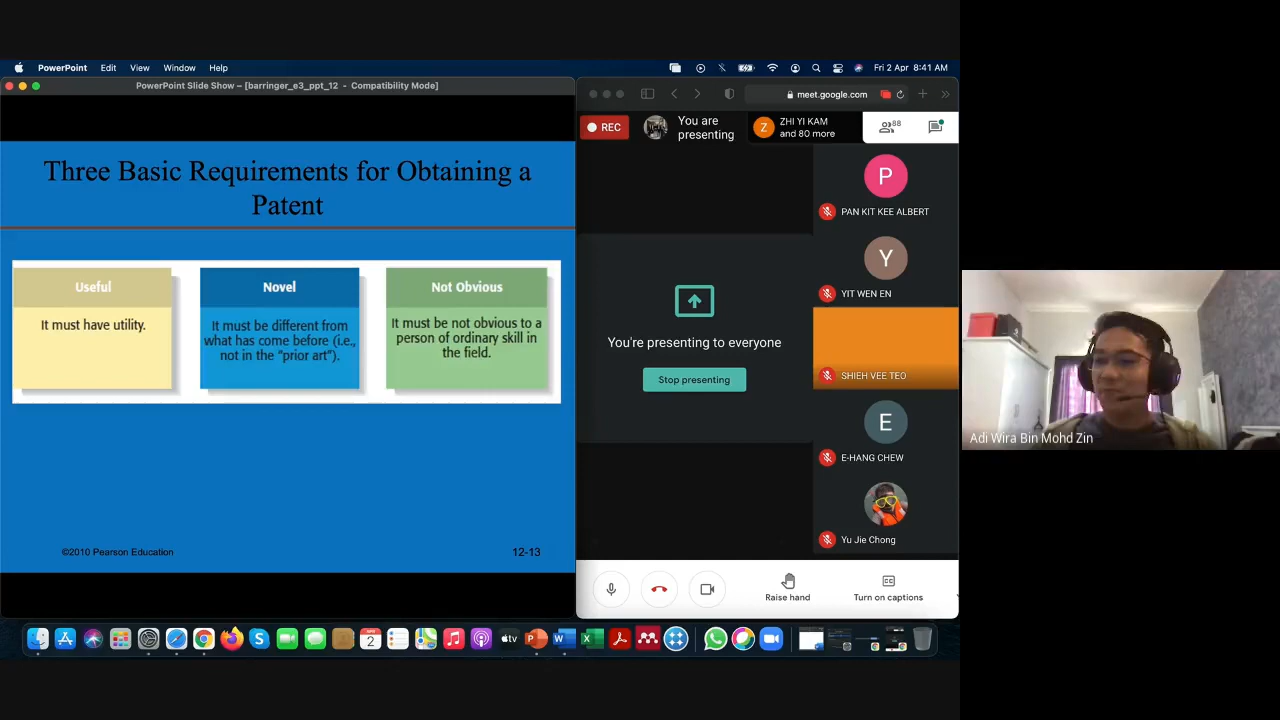 PowerPoint Edit View Window Help
Fri 2 Apr 8:41 AM
PowerPoint Slide Show – [barringer_e3_ppt_12 - Compatibility Mode]
Three Basic Requirements for Obtaining a
Patent
Useful
It must have utility.
Novel
It must be different from
what has come before (i.e.,
not in the “prior art”).
Not Obvious
It must be not obvious to a
person of ordinary skill in
the field.
©2010 Pearson Education
12-13
meet.google.com
REC
You are
presenting
Z
ZHI YI KAM
and 80 more
88
P
PAN KIT KEE ALBERT
Y
YIT WEN EN
SHIEH VEE TEO
E
E-HANG CHEW
Yu Jie Chong
You're presenting to everyone
Stop presenting
Raise hand
CC
Turn on captions
Adi Wira Bin Mohd Zin
APR
2
tv